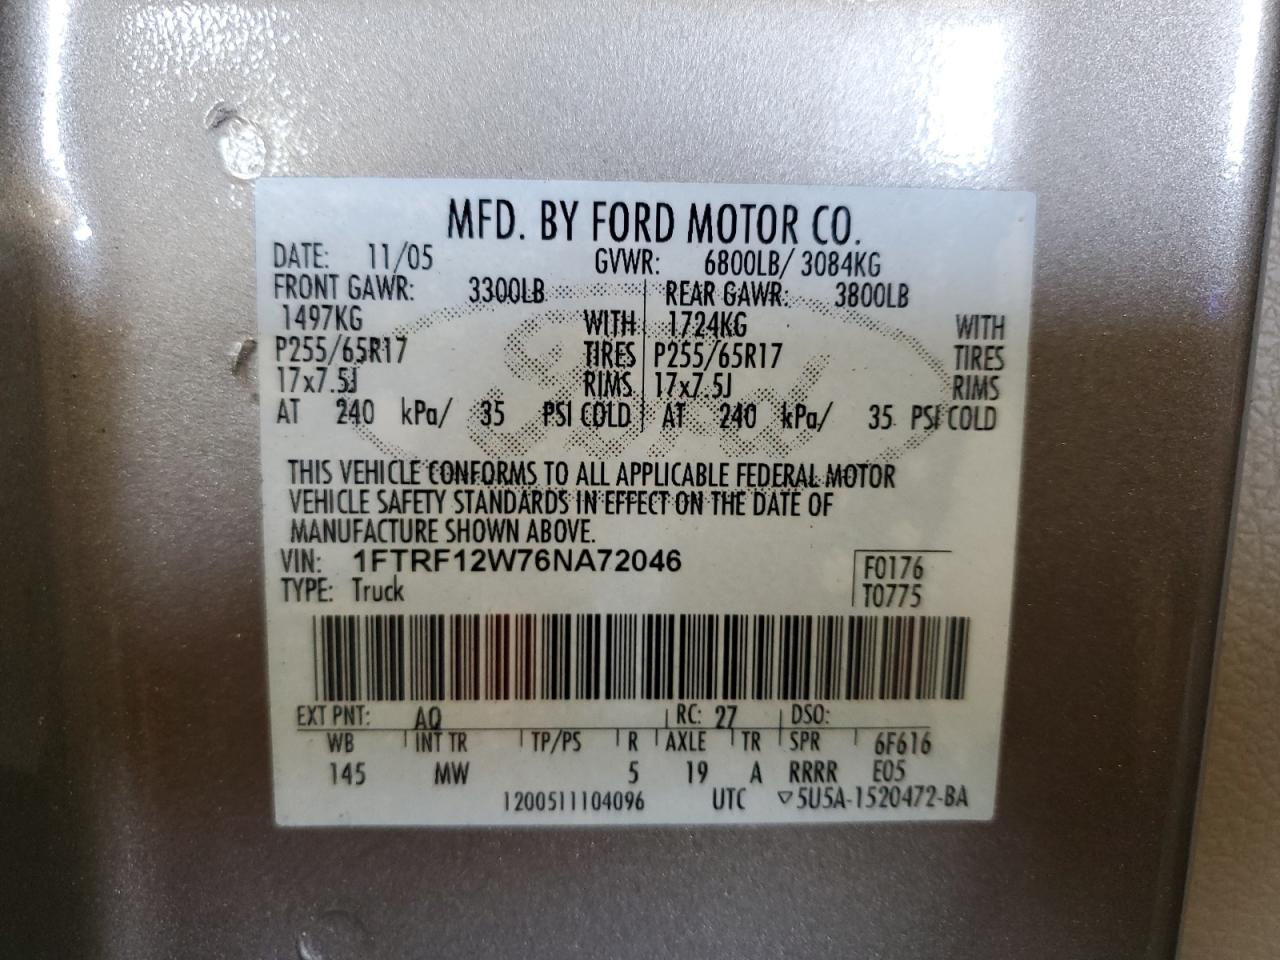 MFD. BY FORD MOTOR CO.
DATE: 11/05 GVWR: 6800LB/ 3084KG
FRONT GAWR: 3300LB REAR GAWR: 3800LB
1497KG WITH 1724KG WITH
P255/65R17 TIRES P255/65R17 TIRES
17x7.5J RIMS 17x7.5J RIMS
AT 240 kPa/ 35 PSI COLD AT 240 kPa/ 35 PSI COLD
Ford
THIS VEHICLE CONFORMS TO ALL APPLICABLE FEDERAL MOTOR
VEHICLE SAFETY STANDARDS IN EFFECT ON THE DATE OF
MANUFACTURE SHOWN ABOVE.
VIN: 1FTRF12W76NA72046 F0176
TYPE: Truck T0775
EXT PNT: AQ RC: 27 DSO:
WB INT TR TP/PS R AXLE TR SPR 6F616
145 MW 5 19 A RRRR E05
1200511104096 UTC ▽5U5A-1520472-BA